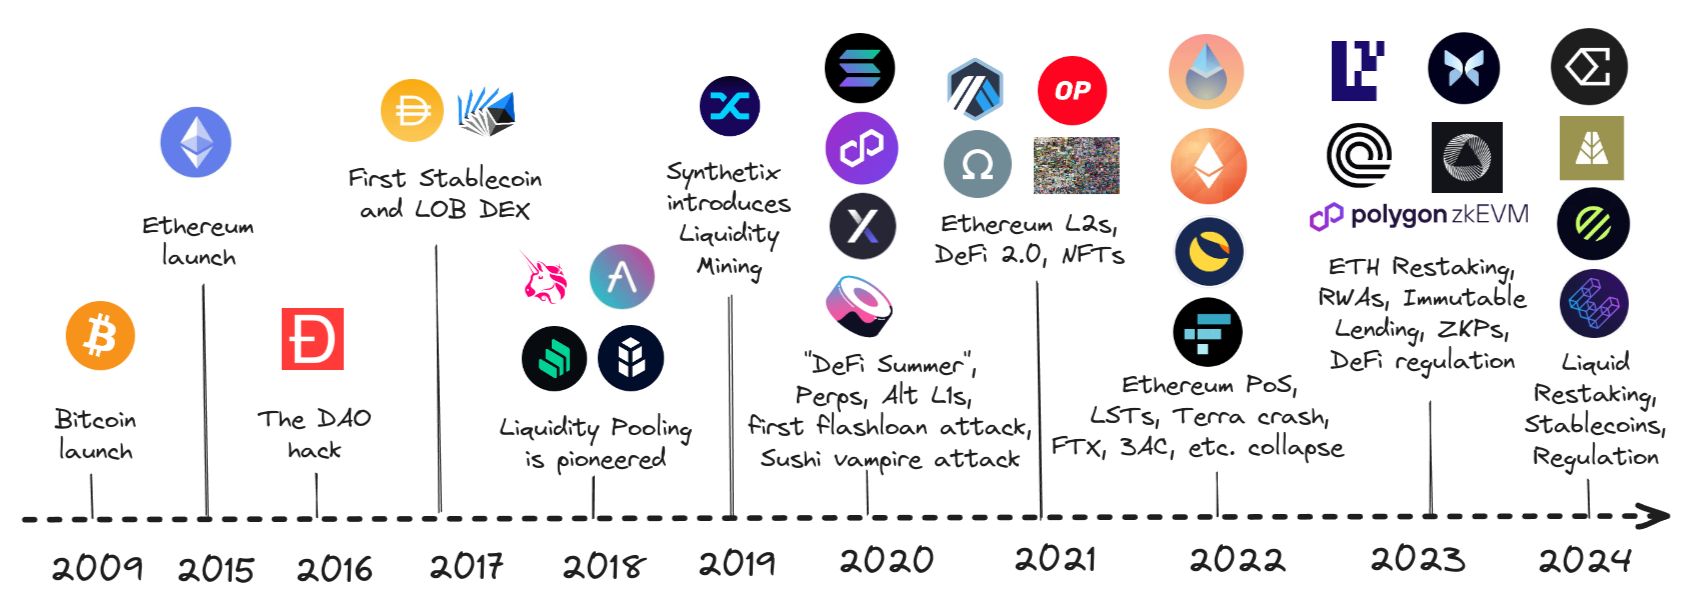 Bitcoin
launch
Ethereum
launch
The DAO
hack
First Stablecoin
and LOB DEX
Liquidity Pooling
is pioneered
Synthetix
introduces
Liquidity
Mining
"DeFi Summer",
Perps, Alt L1s,
first flashloan attack,
Sushi vampire attack
OP
Ethereum L2s,
DeFi 2.0, NFTs
Ethereum PoS,
LSTs, Terra crash,
FTX, 3AC, etc. collapse
polygon zkEVM
ETH Restaking,
RWAs, Immutable
Lending, ZKPs,
DeFi regulation
Liquid
Restaking,
Stablecoins,
Regulation
2009 2015 2016 2017 2018 2019 2020 2021 2022 2023 2024